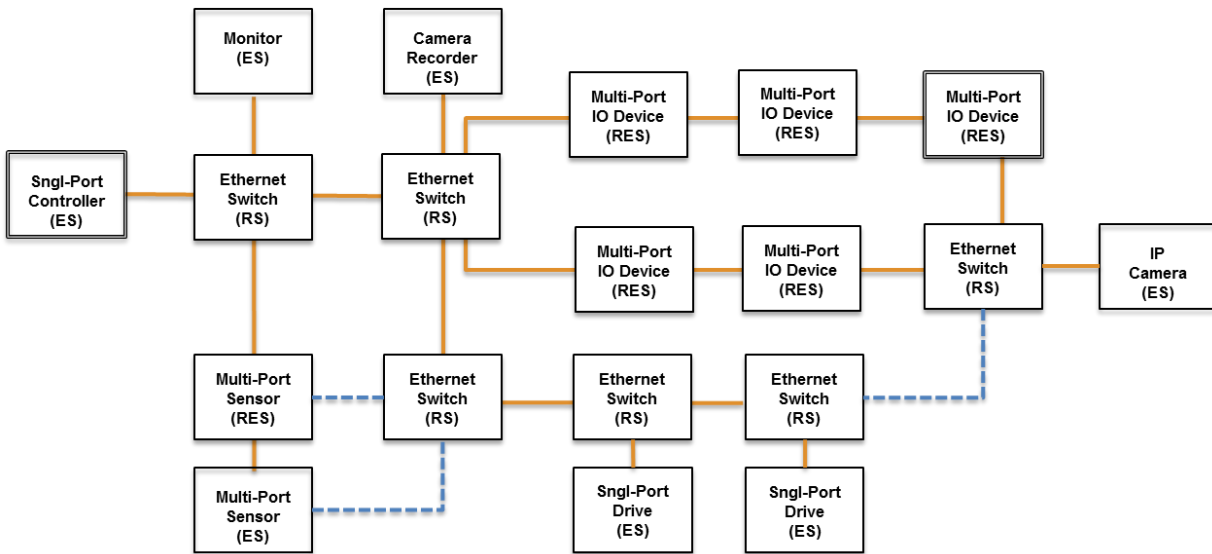 Monitor
(ES)
Camera
Recorder
(ES)
Multi-Port
IO Device
(RES)
Multi-Port
IO Device
(RES)
Multi-Port
IO Device
(RES)
Sngl-Port
Controller
(ES)
Ethernet
Switch
(RS)
Ethernet
Switch
(RS)
Multi-Port
IO Device
(RES)
Multi-Port
IO Device
(RES)
Ethernet
Switch
(RS)
IP
Camera
(ES)
Multi-Port
Sensor
(RES)
Ethernet
Switch
(RS)
Ethernet
Switch
(RS)
Ethernet
Switch
(RS)
Multi-Port
Sensor
(ES)
Sngl-Port
Drive
(ES)
Sngl-Port
Drive
(ES)